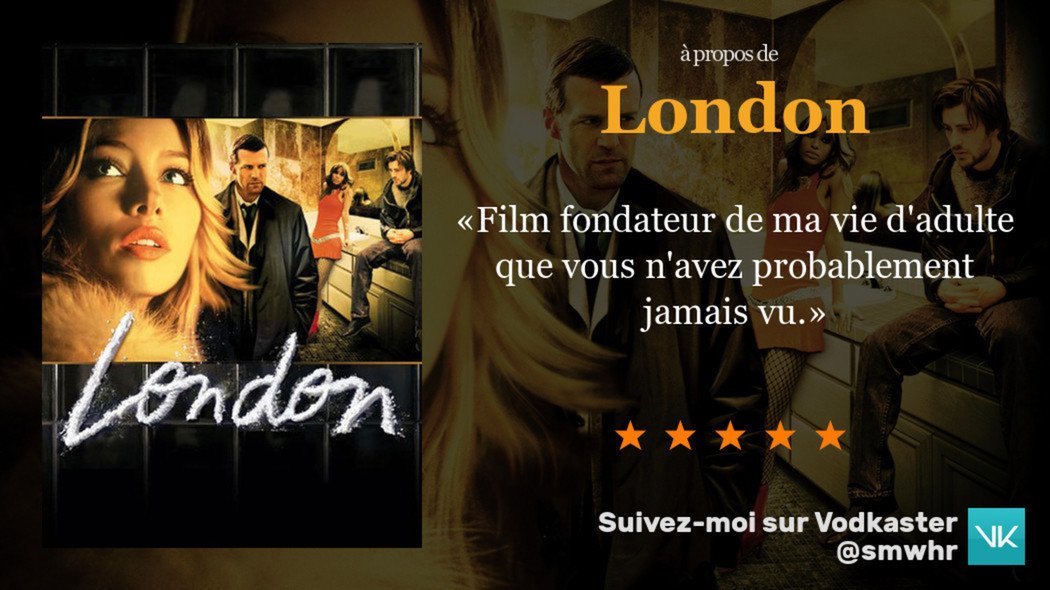 à propos de
London
«Film fondateur de ma vie d'adulte
que vous n'avez probablement
jamais vu.»
London
Suivez-moi sur Vodkaster
@smwhr
VK